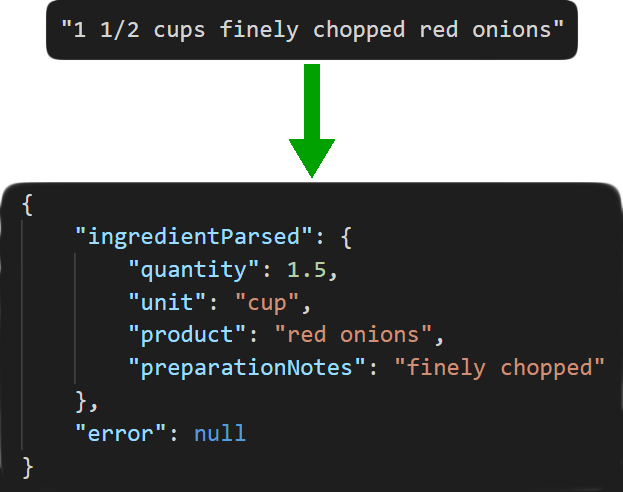 "1 1/2 cups finely chopped red onions"
{
"ingredientParsed": {
"quantity": 1.5,
"unit": "cup",
"product": "red onions",
"preparationNotes": "finely chopped"
},
"error": null
}